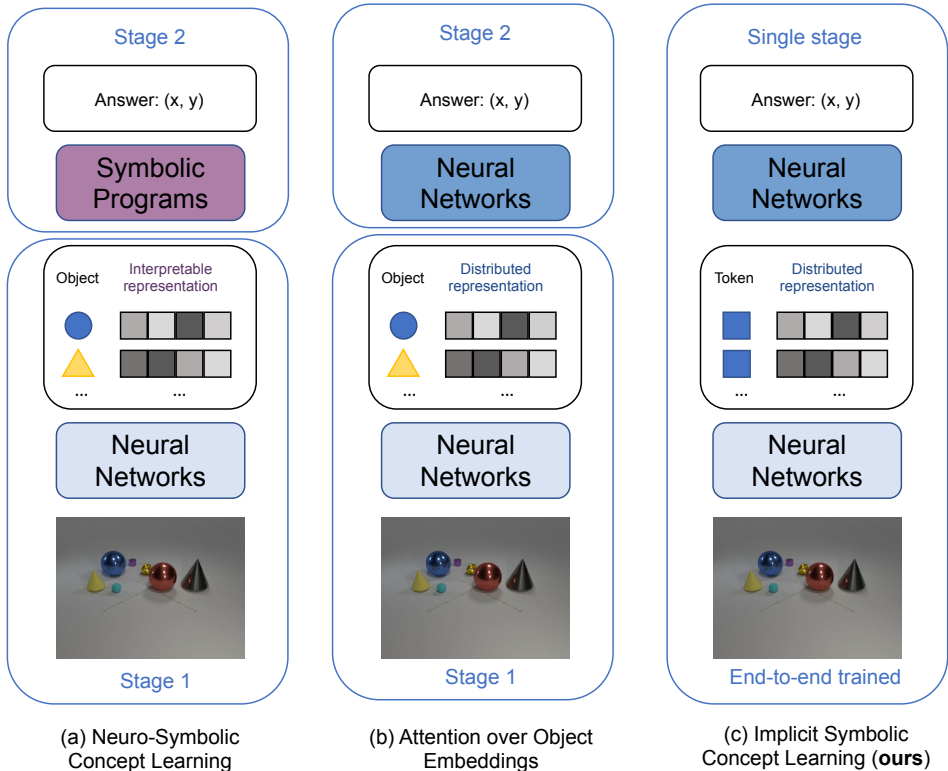 Stage 2
Answer: (x, y)
Symbolic
Programs
Object
Interpretable
representation
...
...
Neural
Networks
Stage 1
(a) Neuro-Symbolic
Concept Learning
Stage 2
Answer: (x, y)
Neural
Networks
Object
Distributed
representation
...
...
Neural
Networks
Stage 1
(b) Attention over Object
Embeddings
Single stage
Answer: (x, y)
Neural
Networks
Token
Distributed
representation
...
...
Neural
Networks
End-to-end trained
(c) Implicit Symbolic
Concept Learning (ours)